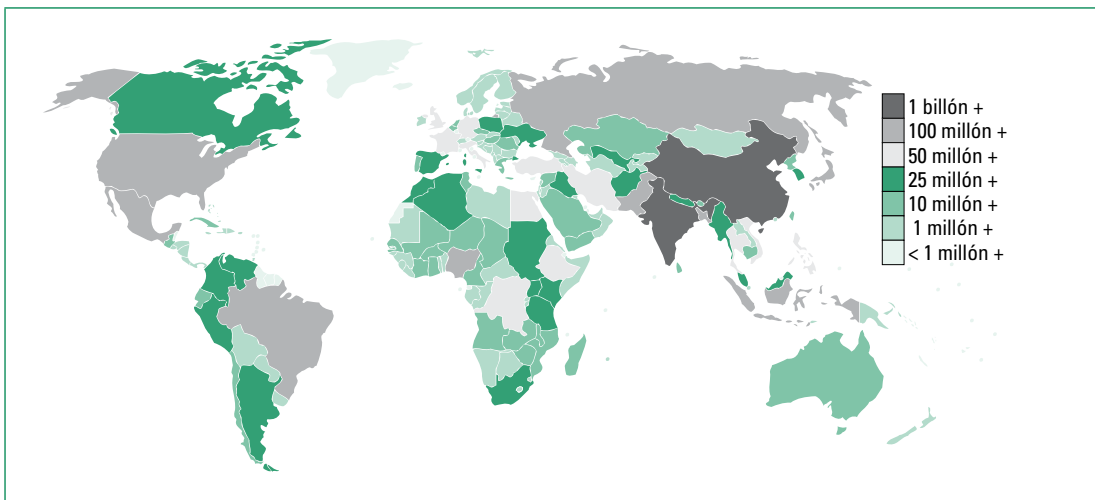 1 billón +
100 millón +
50 millón +
25 millón +
10 millón +
1 millón +
< 1 millón +